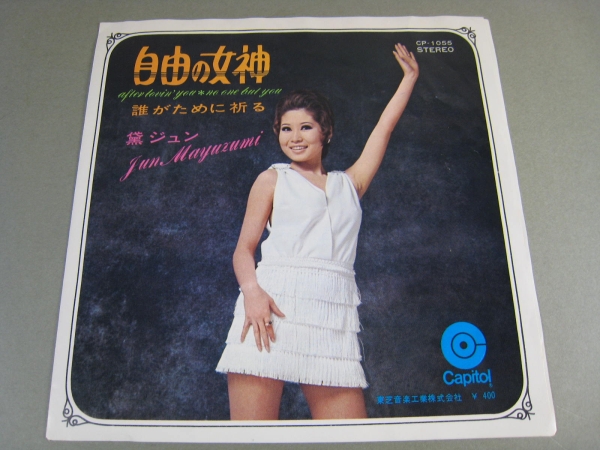 CP-1055
STEREO
自由の女神
after lovin' you * no one but you
誰がために祈る
黛ジュン
Jun Mayuzumi
Capitol
東芝音楽工業株式会社 ¥ 400